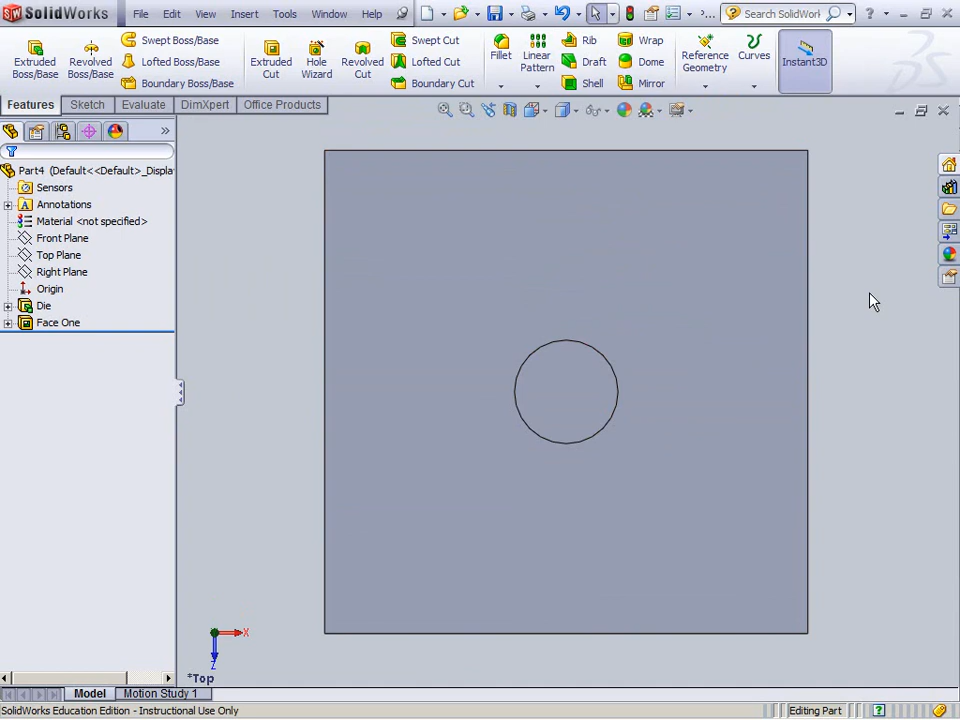 SolidWorks File Edit View Insert Tools Window Help ... Search SolidWork ?
Extruded Boss/Base
Revolved Boss/Base
Swept Boss/Base
Lofted Boss/Base
Boundary Boss/Base
Extruded Cut
Hole Wizard
Revolved Cut
Swept Cut
Lofted Cut
Boundary Cut
Fillet
Linear Pattern
Rib
Draft
Shell
Wrap
Dome
Mirror
Reference Geometry
Curves
Instant3D
Features Sketch Evaluate DimXpert Office Products
Part4 (Default<<Default>_Displa
Sensors
Annotations
Material <not specified>
Front Plane
Top Plane
Right Plane
Origin
Die
Face One
X
Z
*Top
Model Motion Study 1
SolidWorks Education Edition - Instructional Use Only Editing Part ?